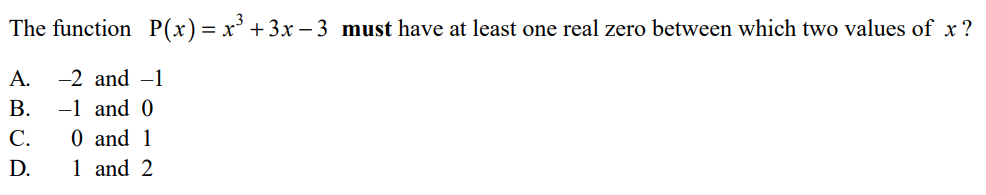 The function P(x) = x³ + 3x – 3 must have at least one real zero between which two values of x?
A. –2 and –1
B. –1 and 0
C. 0 and 1
D. 1 and 2